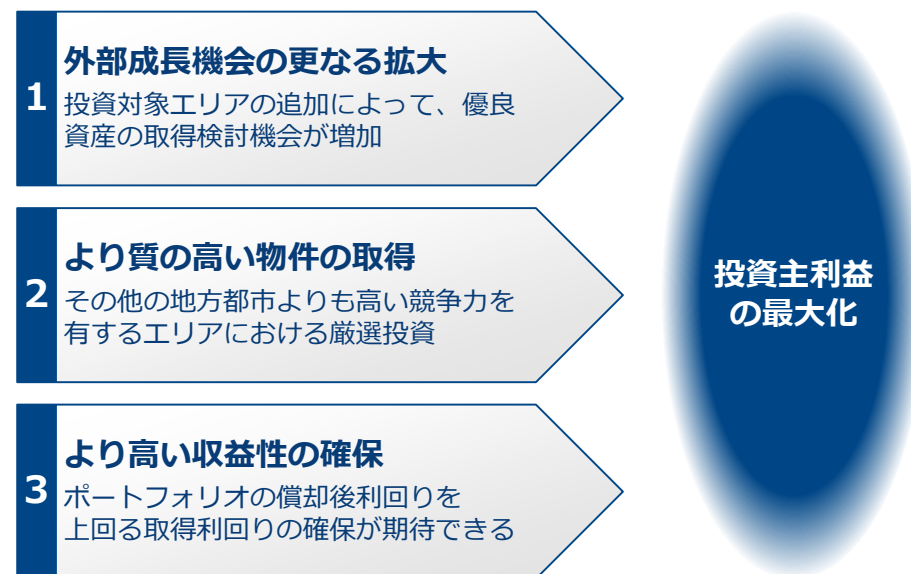 1
外部成長機会の更なる拡大
投資対象エリアの追加によって、優良
資産の取得検討機会が増加
2
より質の高い物件の取得
その他の地方都市よりも高い競争力を
有するエリアにおける厳選投資
3
より高い収益性の確保
ポートフォリオの償却後利回りを
上回る取得利回りの確保が期待できる
投資主利益
の最大化